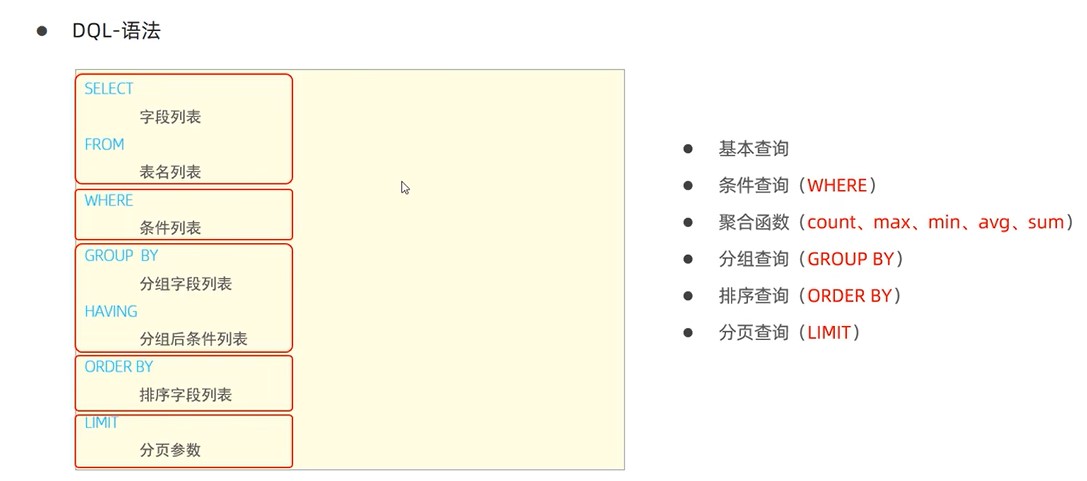 DQL-语法
SELECT
字段列表
FROM
表名列表
WHERE
条件列表
GROUP BY
分组字段列表
HAVING
分组后条件列表
ORDER BY
排序字段列表
LIMIT
分页参数
基本查询
条件查询（WHERE）
聚合函数（count、max、min、avg、sum）
分组查询（GROUP BY）
排序查询（ORDER BY）
分页查询（LIMIT）